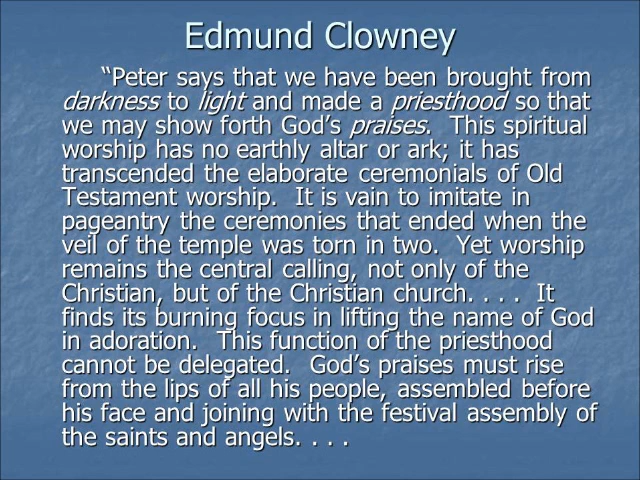 Edmund Clowney
“Peter says that we have been brought from
darkness to light and made a priesthood so that
we may show forth God’s praises.  This spiritual
worship has no earthly altar or ark; it has
transcended the elaborate ceremonials of Old
Testament worship.  It is vain to imitate in
pageantry the ceremonies that ended when the
veil of the temple was torn in two.  Yet worship
remains the central calling, not only of the
Christian, but of the Christian church. . . .  It
finds its burning focus in lifting the name of God
in adoration.  This function of the priesthood
cannot be delegated.  God’s praises must rise
from the lips of all his people, assembled before
his face and joining with the festival assembly of
the saints and angels. . . .